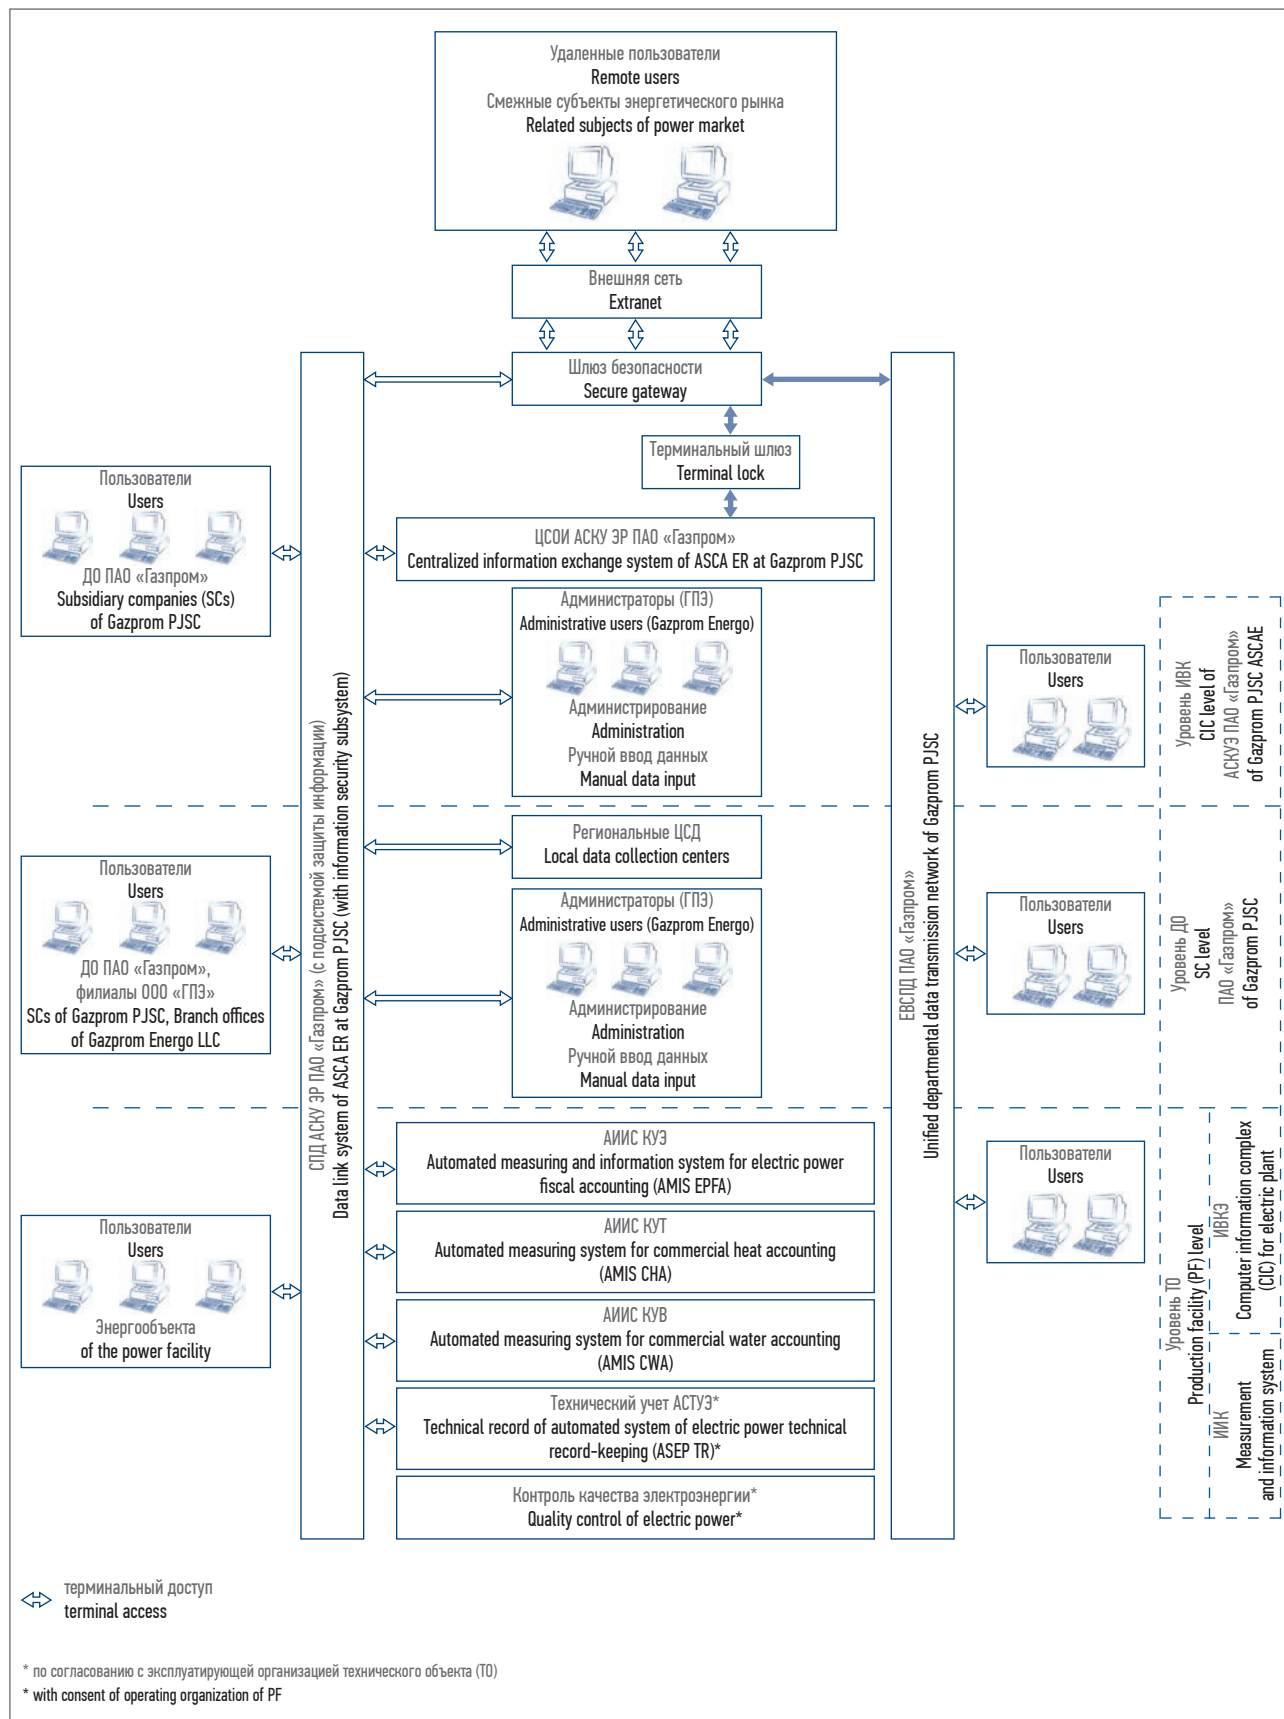 Удаленные пользователи
Remote users
Смежные субъекты энергетического рынка
Related subjects of power market
Внешняя сеть
Extranet
Шлюз безопасности
Secure gateway
Терминальный шлюз
Terminal lock
ЦСОИ АСКУ ЭР ПАО «Газпром»
Centralized information exchange system of ASCA ER at Gazprom PJSC
Администраторы (ГПЭ)
Administrative users (Gazprom Energo)
Администрирование
Administration
Ручной ввод данных
Manual data input
Региональные ЦСД
Local data collection centers
Администраторы (ГПЭ)
Administrative users (Gazprom Energo)
Администрирование
Administration
Ручной ввод данных
Manual data input
АИИС КУЭ
Automated measuring and information system for electric power
fiscal accounting (AMIS EPFA)
АИИС КУТ
Automated measuring system for commercial heat accounting
(AMIS CHA)
АИИС КУВ
Automated measuring system for commercial water accounting
(AMIS CWA)
Технический учет АСТУЭ*
Technical record of automated system of electric power technical
record-keeping (ASEP TR)*
Контроль качества электроэнергии*
Quality control of electric power*
Пользователи
Users
ДО ПАО «Газпром»
Subsidiary companies (SCs)
of Gazprom PJSC
Пользователи
Users
ДО ПАО «Газпром»,
филиалы ООО «ГПЭ»
SCs of Gazprom PJSC, Branch offices
of Gazprom Energo LLC
Пользователи
Users
Энергообъекта
of the power facility
СПД АСКУ ЭР ПАО «Газпром» (с подсистемой защиты информации)
Data link system of ASCA ER at Gazprom PJSC (with information security subsystem)
ЕВСПД ПАО «Газпром»
Unified departmental data transmission network of Gazprom PJSC
Пользователи
Users
Пользователи
Users
Пользователи
Users
Уровень ИВК
CIC level of
АСКУЭ ПАО «Газпром»
of Gazprom PJSC ASCAE
Уровень ДО
SC level
ПАО «Газпром»
of Gazprom PJSC
Уровень ТО
Production facility (PF) level
ИВКЭ
Computer information complex
(CIC) for electric plant
ИИК
Measurement
and information system
терминальный доступ
terminal access
* по согласованию с эксплуатирующей организацией технического объекта (ТО)
* with consent of operating organization of PF